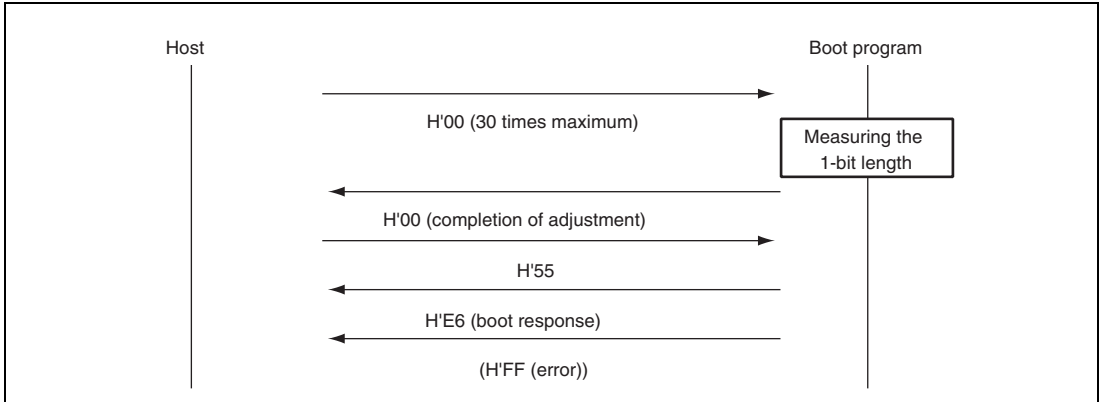 Host
Boot program
H'00 (30 times maximum)
Measuring the
1-bit length
H'00 (completion of adjustment)
H'55
H'E6 (boot response)
(H'FF (error))